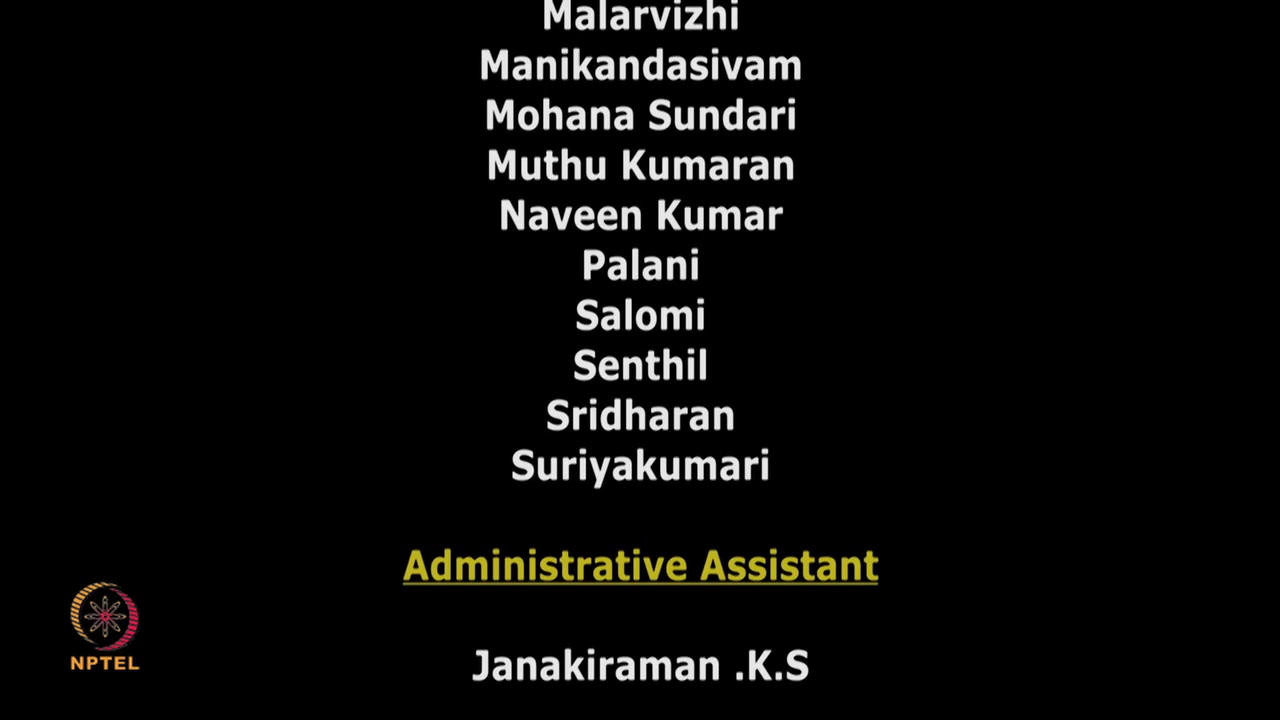 Malarvizhi
Manikandasivam
Mohana Sundari
Muthu Kumaran
Naveen Kumar
Palani
Salomi
Senthil
Sridharan
Suriyakumari
Administrative Assistant
NPTEL
Janakiraman .K.S